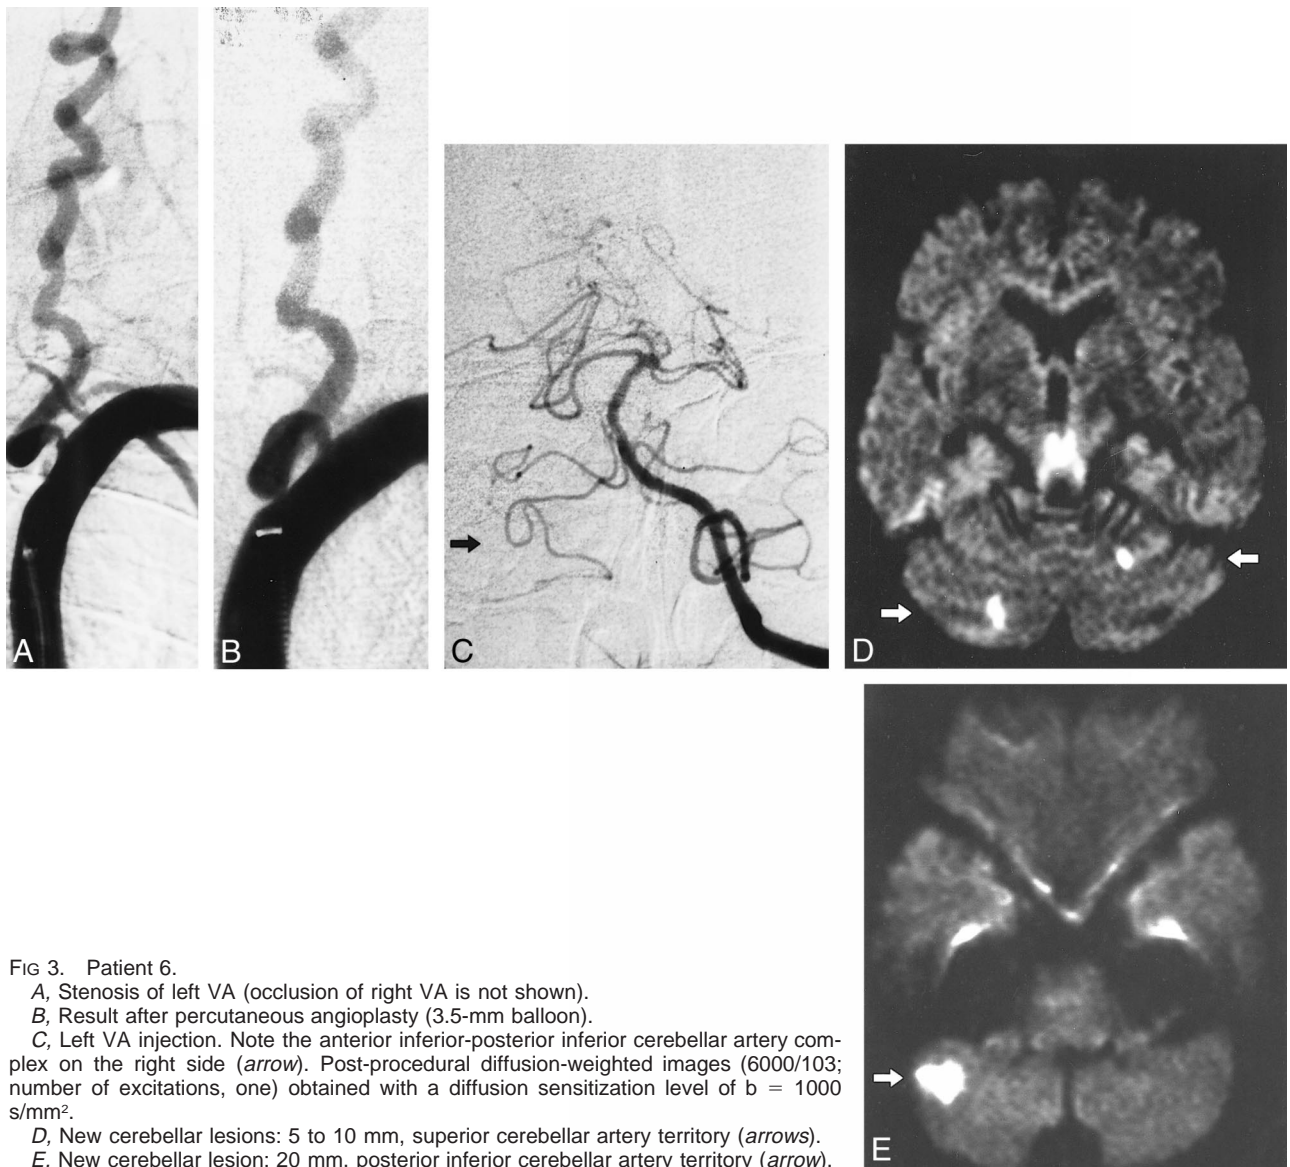 A
B
C
D
E
FIG 3. Patient 6.
A, Stenosis of left VA (occlusion of right VA is not shown).
B, Result after percutaneous angioplasty (3.5-mm balloon).
C, Left VA injection. Note the anterior inferior-posterior inferior cerebellar artery com-
plex on the right side (arrow). Post-procedural diffusion-weighted images (6000/103;
number of excitations, one) obtained with a diffusion sensitization level of b = 1000
s/mm².
D, New cerebellar lesions: 5 to 10 mm, superior cerebellar artery territory (arrows).
E, New cerebellar lesion: 20 mm, posterior inferior cerebellar artery territory (arrow).